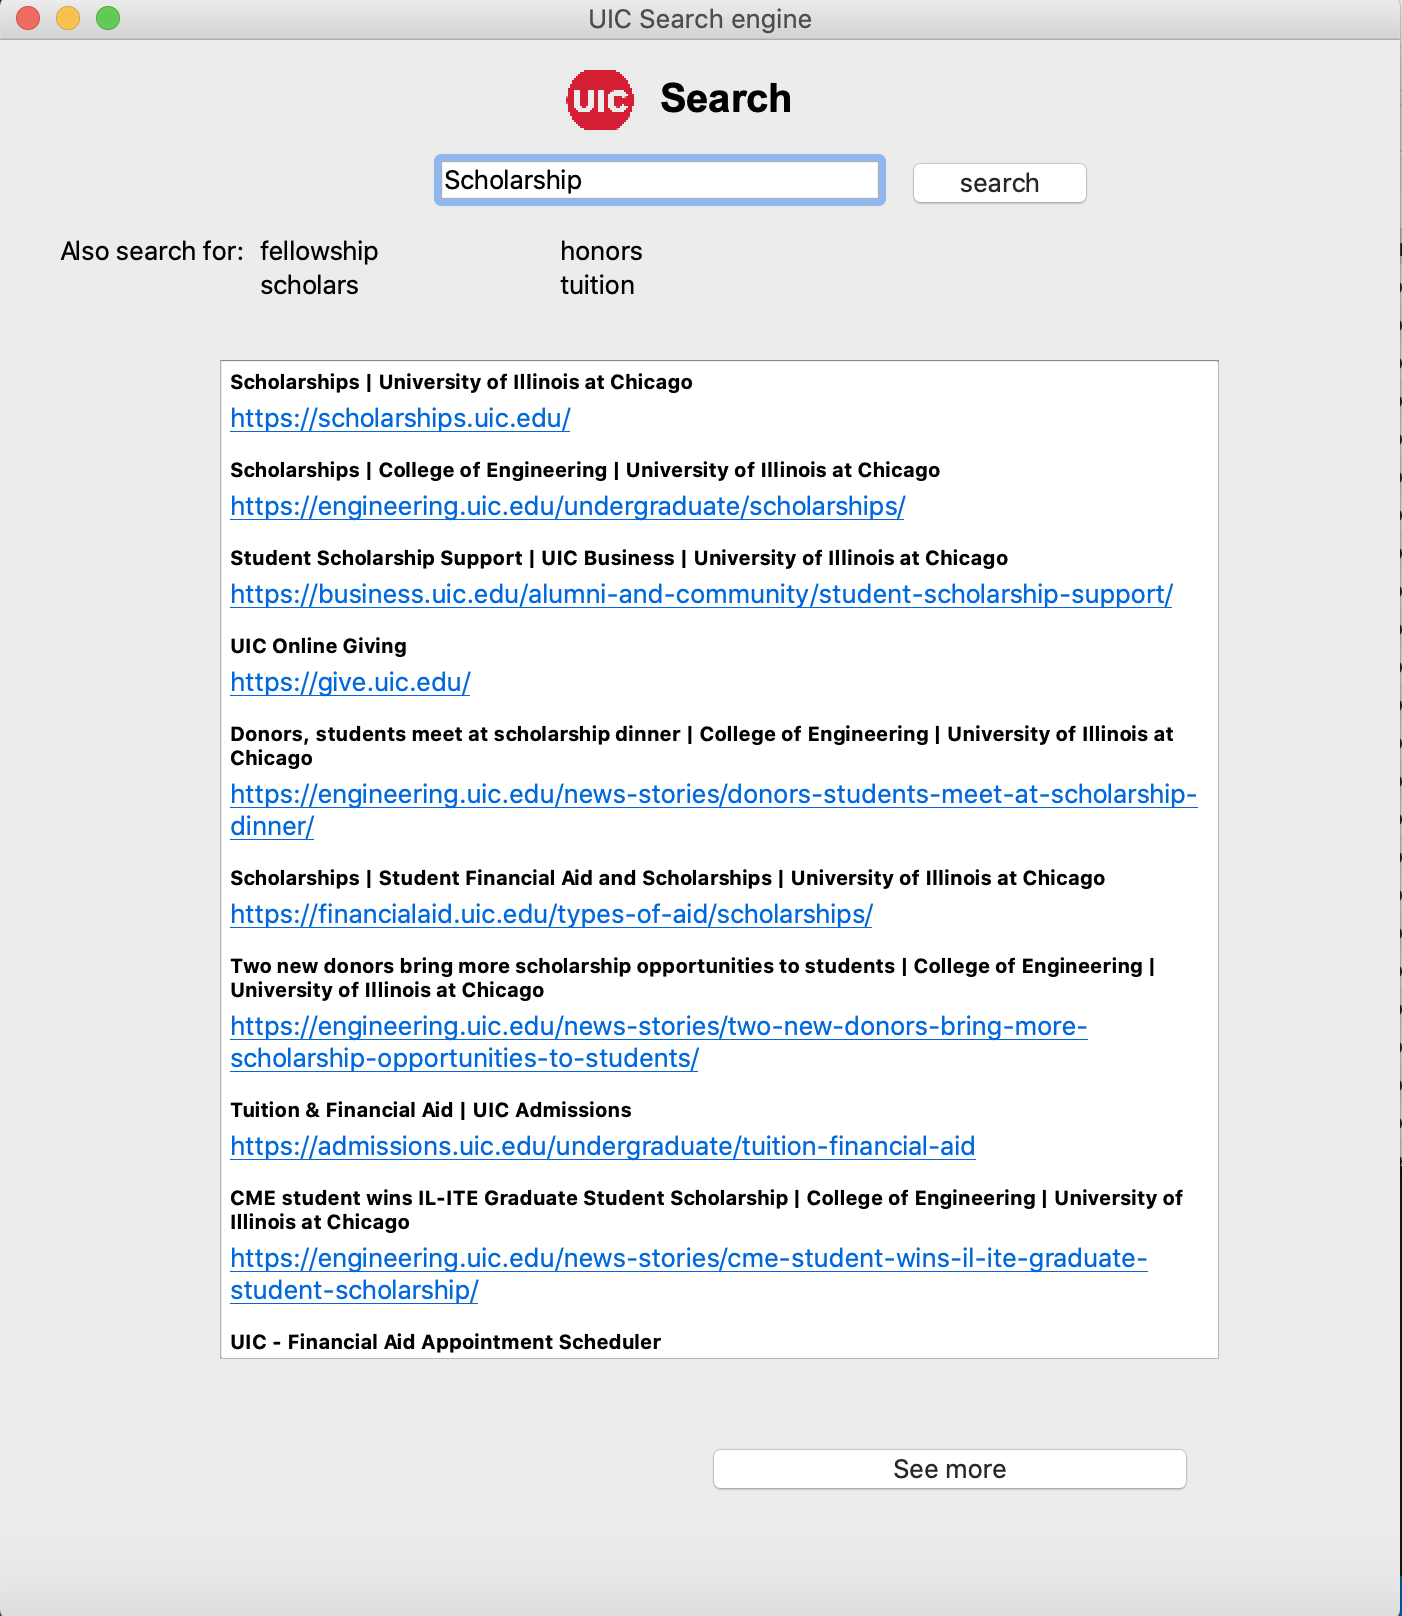 UIC Search engine
UIC Search
Scholarship search
Also search for: fellowship honors
scholars tuition
Scholarships | University of Illinois at Chicago
https://scholarships.uic.edu/
Scholarships | College of Engineering | University of Illinois at Chicago
https://engineering.uic.edu/undergraduate/scholarships/
Student Scholarship Support | UIC Business | University of Illinois at Chicago
https://business.uic.edu/alumni-and-community/student-scholarship-support/
UIC Online Giving
https://give.uic.edu/
Donors, students meet at scholarship dinner | College of Engineering | University of Illinois at
Chicago
https://engineering.uic.edu/news-stories/donors-students-meet-at-scholarship-
dinner/
Scholarships | Student Financial Aid and Scholarships | University of Illinois at Chicago
https://financialaid.uic.edu/types-of-aid/scholarships/
Two new donors bring more scholarship opportunities to students | College of Engineering |
University of Illinois at Chicago
https://engineering.uic.edu/news-stories/two-new-donors-bring-more-
scholarship-opportunities-to-students/
Tuition & Financial Aid | UIC Admissions
https://admissions.uic.edu/undergraduate/tuition-financial-aid
CME student wins IL-ITE Graduate Student Scholarship | College of Engineering | University of
Illinois at Chicago
https://engineering.uic.edu/news-stories/cme-student-wins-il-ite-graduate-
student-scholarship/
UIC - Financial Aid Appointment Scheduler
See more